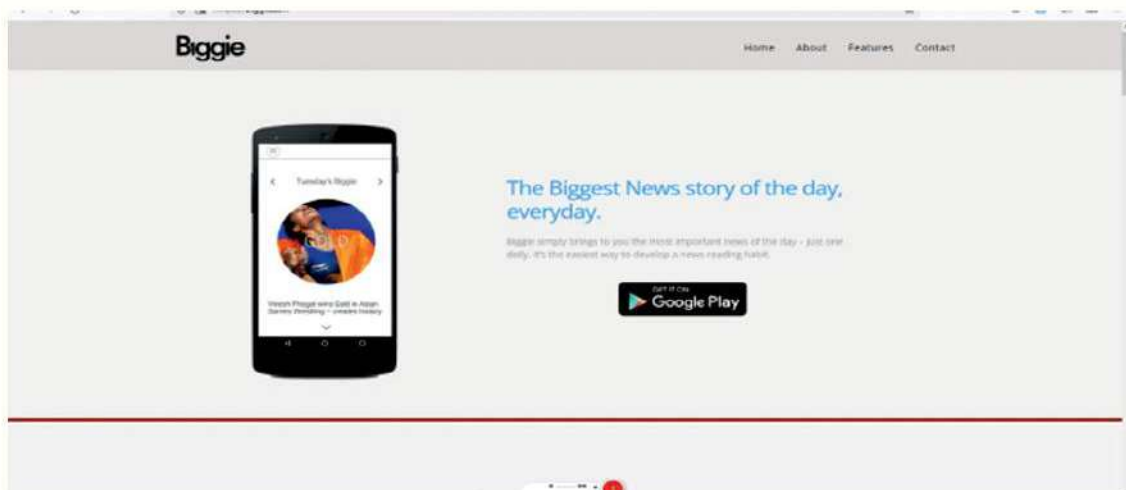 Biggie
Home About Features Contact
Tuesday's Biggie
GOLD
Vinesh Phogat wins Gold in Asian
Games Wrestling – creates history
The Biggest News story of the day,
everyday.
Biggie simply brings to you the most important news of the day – just one
daily. It's the easiest way to develop a news reading habit.
GET IT ON
Google Play